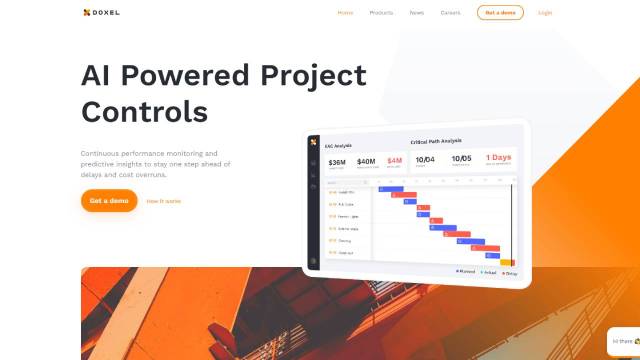 DOXEL
Home
Products
News
Careers
Get a demo
Login
AI Powered Project
Controls
Continuous performance monitoring and
predictive insights to stay one step ahead of
delays and cost overruns.
Get a demo
How it works
EAC Analysis
Critical Path Analysis
$36M
$40M
$4M
10/04
10/05
1 Days
Planned
Actual
Delay
Hi there